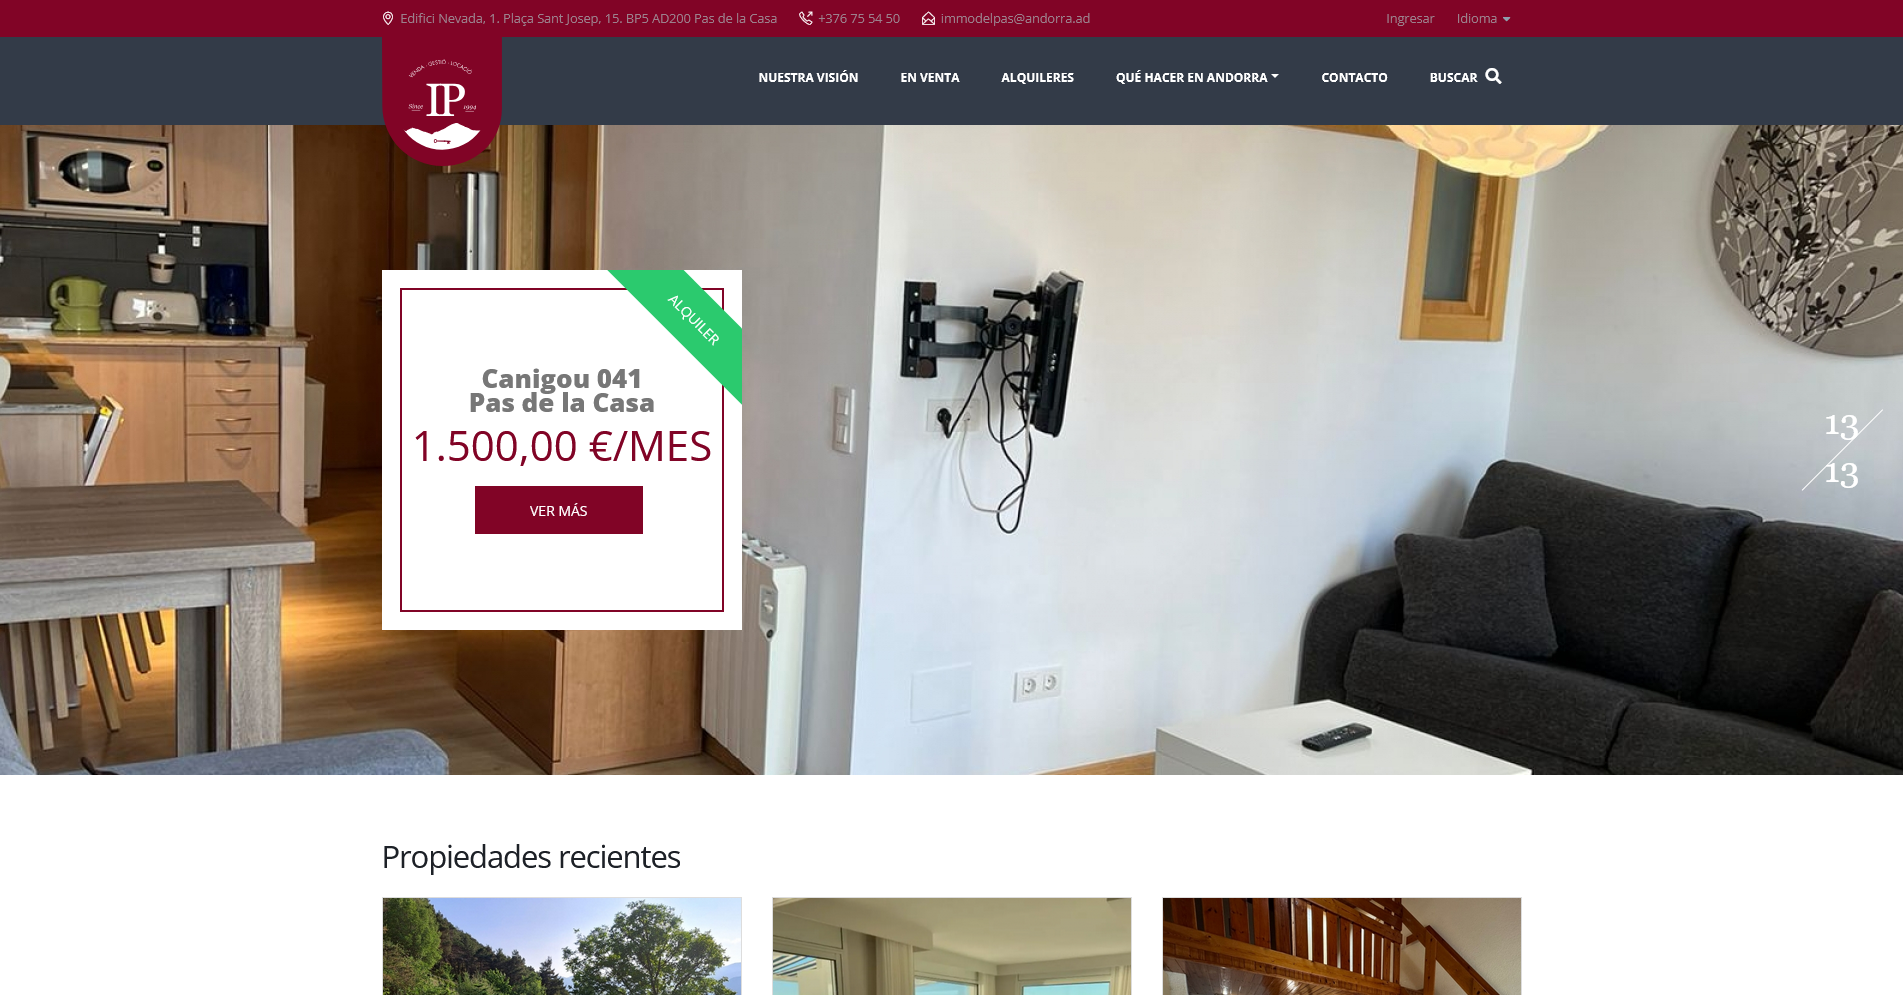 Edifici Nevada, 1. Plaça Sant Josep, 15. BP5 AD200 Pas de la Casa
+376 75 54 50
immodelpas@andorra.ad
Ingresar
Idioma
VENDA · GESTIÓ · LOCACIÓ
IP
Since 1994
NUESTRA VISIÓN
EN VENTA
ALQUILERES
QUÉ HACER EN ANDORRA
CONTACTO
BUSCAR
ALQUILER
Canigou 041
Pas de la Casa
1.500,00 €/MES
VER MÁS
13
13
Propiedades recientes